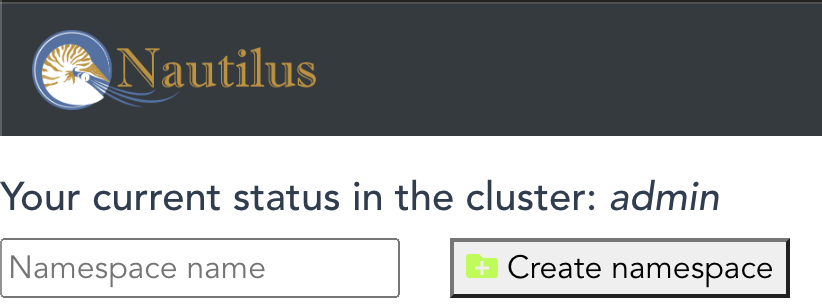 Nautilus
Your current status in the cluster: admin
Namespace name
Create namespace